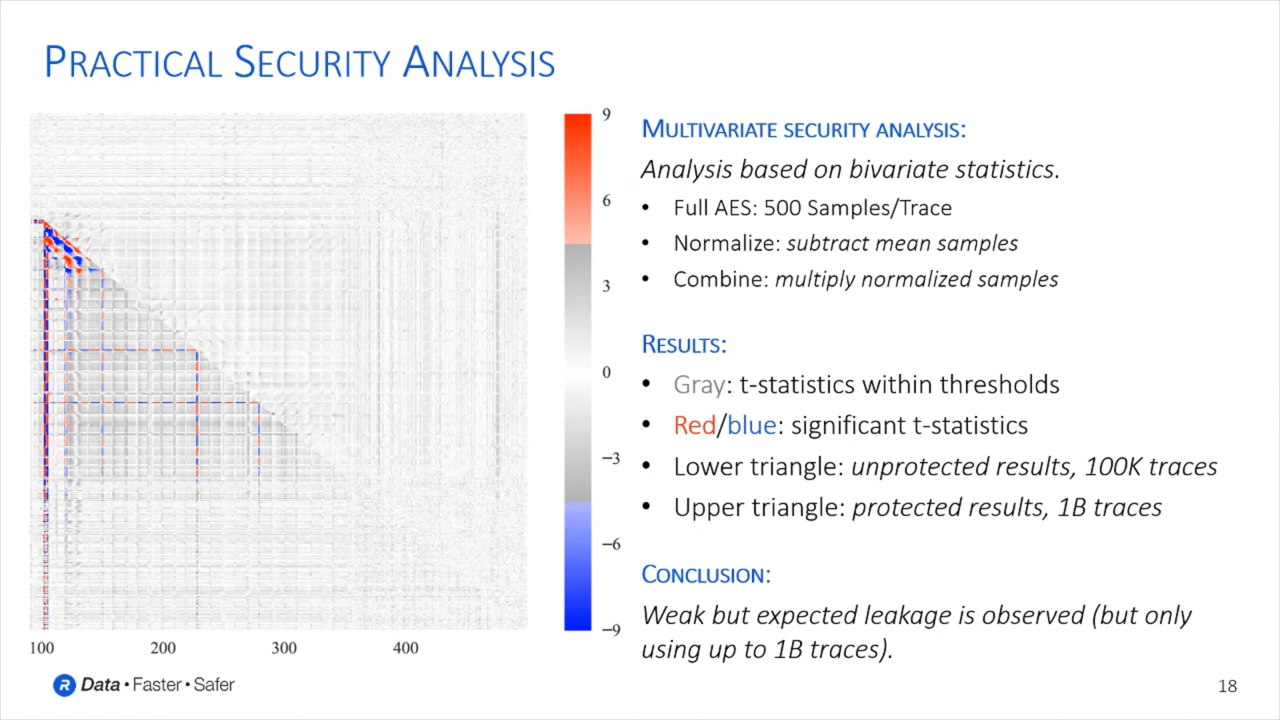 PRACTICAL SECURITY ANALYSIS
9
6
3
0
−3
−6
−9
100 200 300 400
MULTIVARIATE SECURITY ANALYSIS:
Analysis based on bivariate statistics.
• Full AES: 500 Samples/Trace
• Normalize: subtract mean samples
• Combine: multiply normalized samples
RESULTS:
• Gray: t-statistics within thresholds
• Red/blue: significant t-statistics
• Lower triangle: unprotected results, 100K traces
• Upper triangle: protected results, 1B traces
CONCLUSION:
Weak but expected leakage is observed (but only
using up to 1B traces).
R Data • Faster • Safer
18